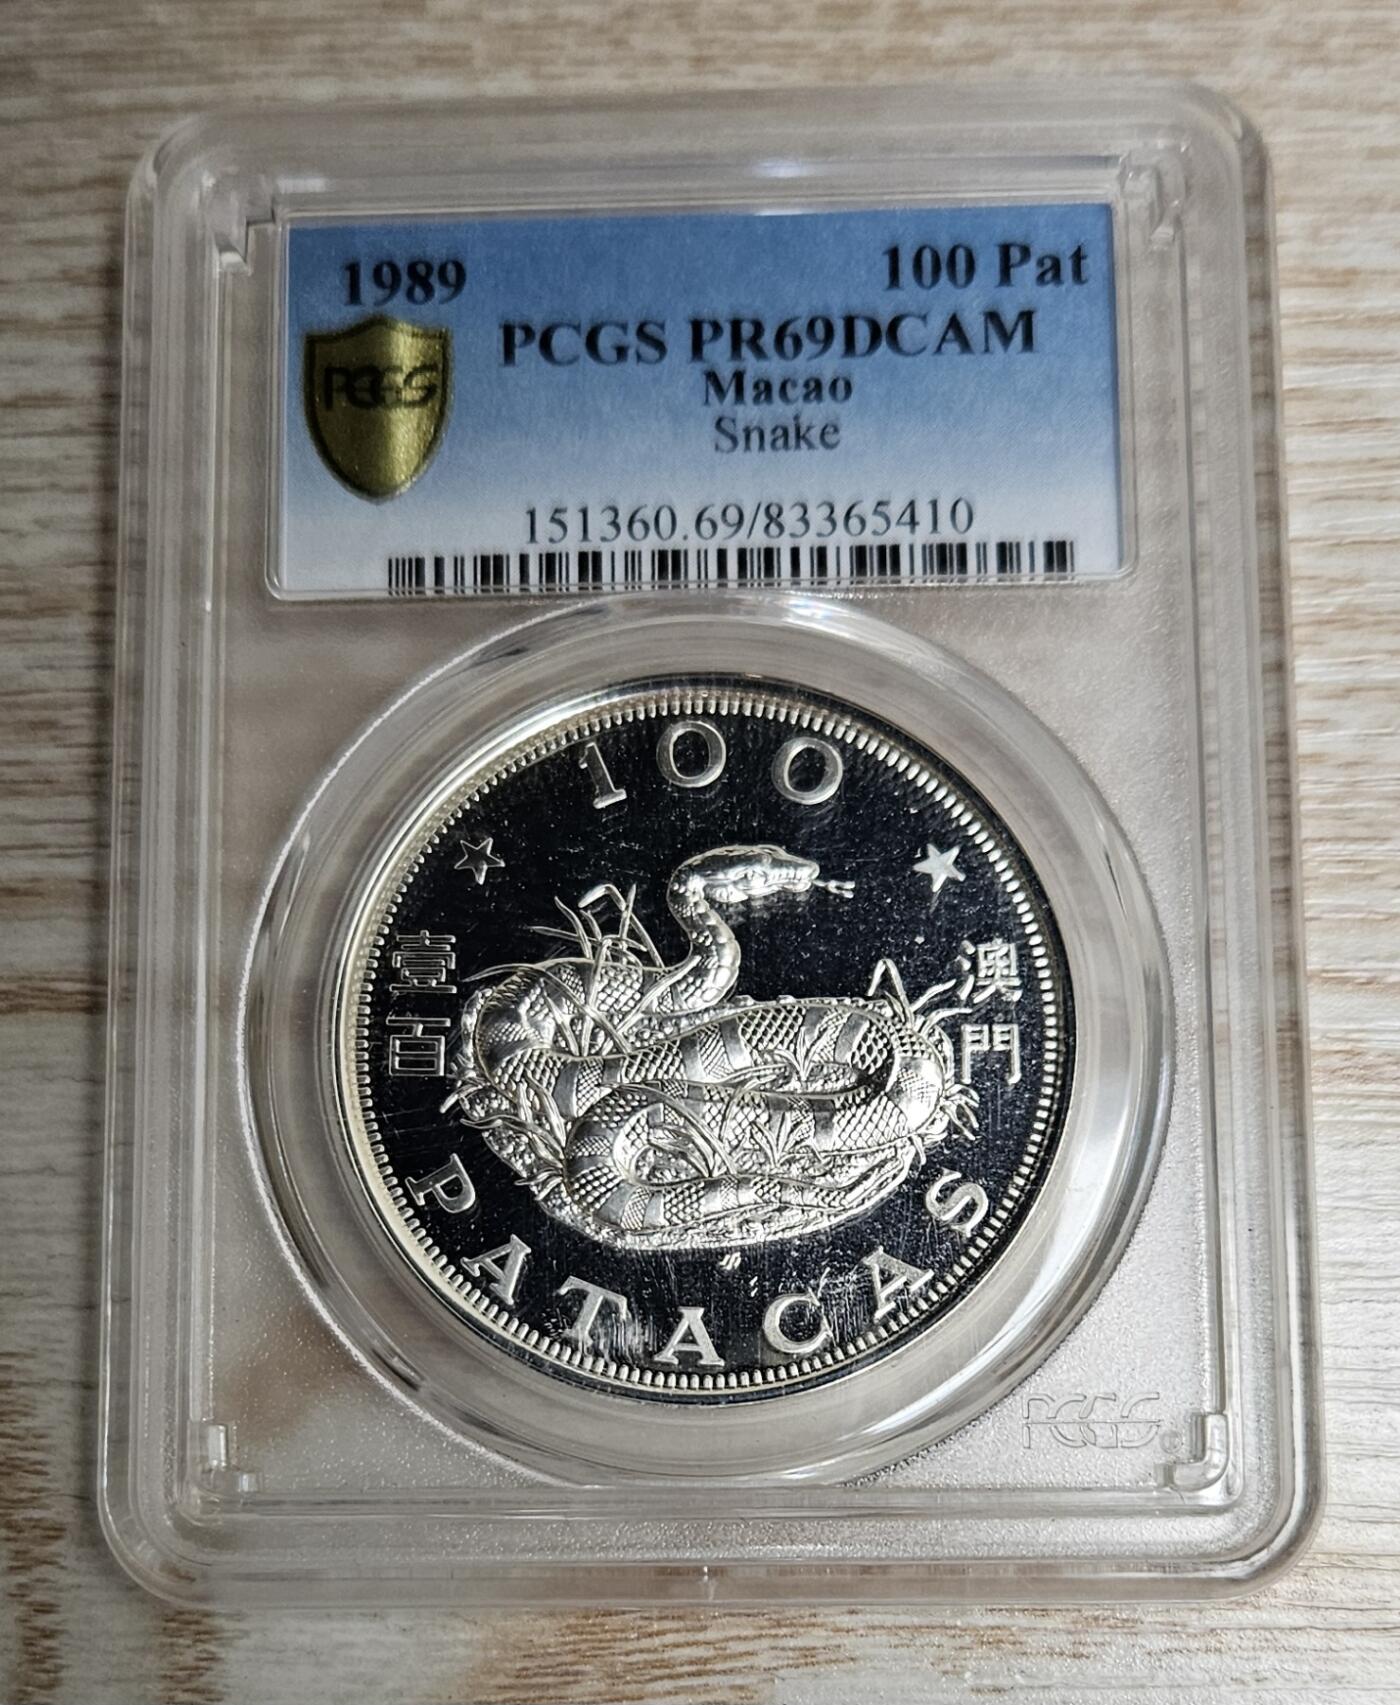 1989
100 Pat
PCGS PR69DCAM
PCGS
Macao
Snake
151360.69/83365410
100
壹百
澳門
PATACAS
PCGS